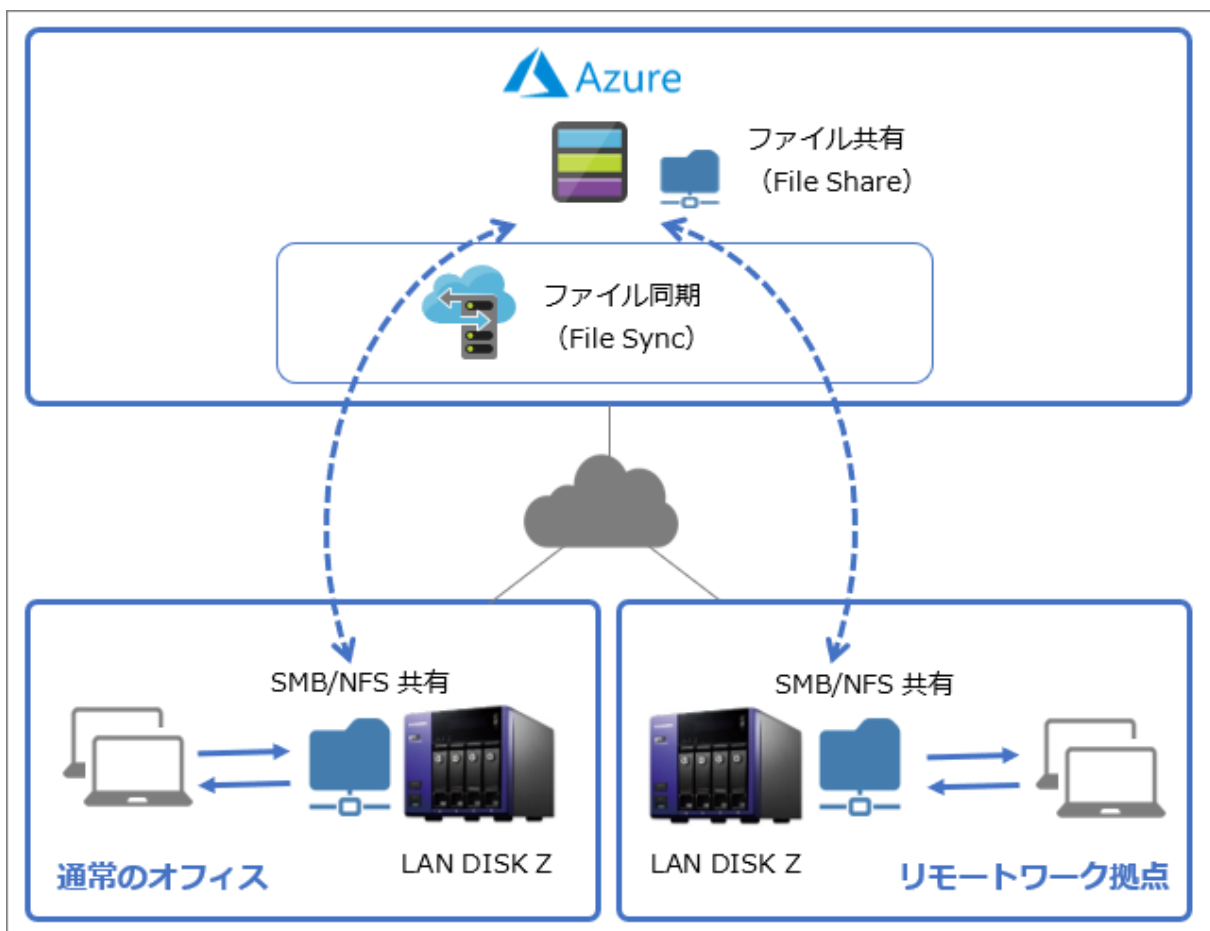 Azure
ファイル共有
（File Share）
ファイル同期
（File Sync）
SMB/NFS 共有
LAN DISK Z
通常のオフィス
SMB/NFS 共有
LAN DISK Z
リモートワーク拠点